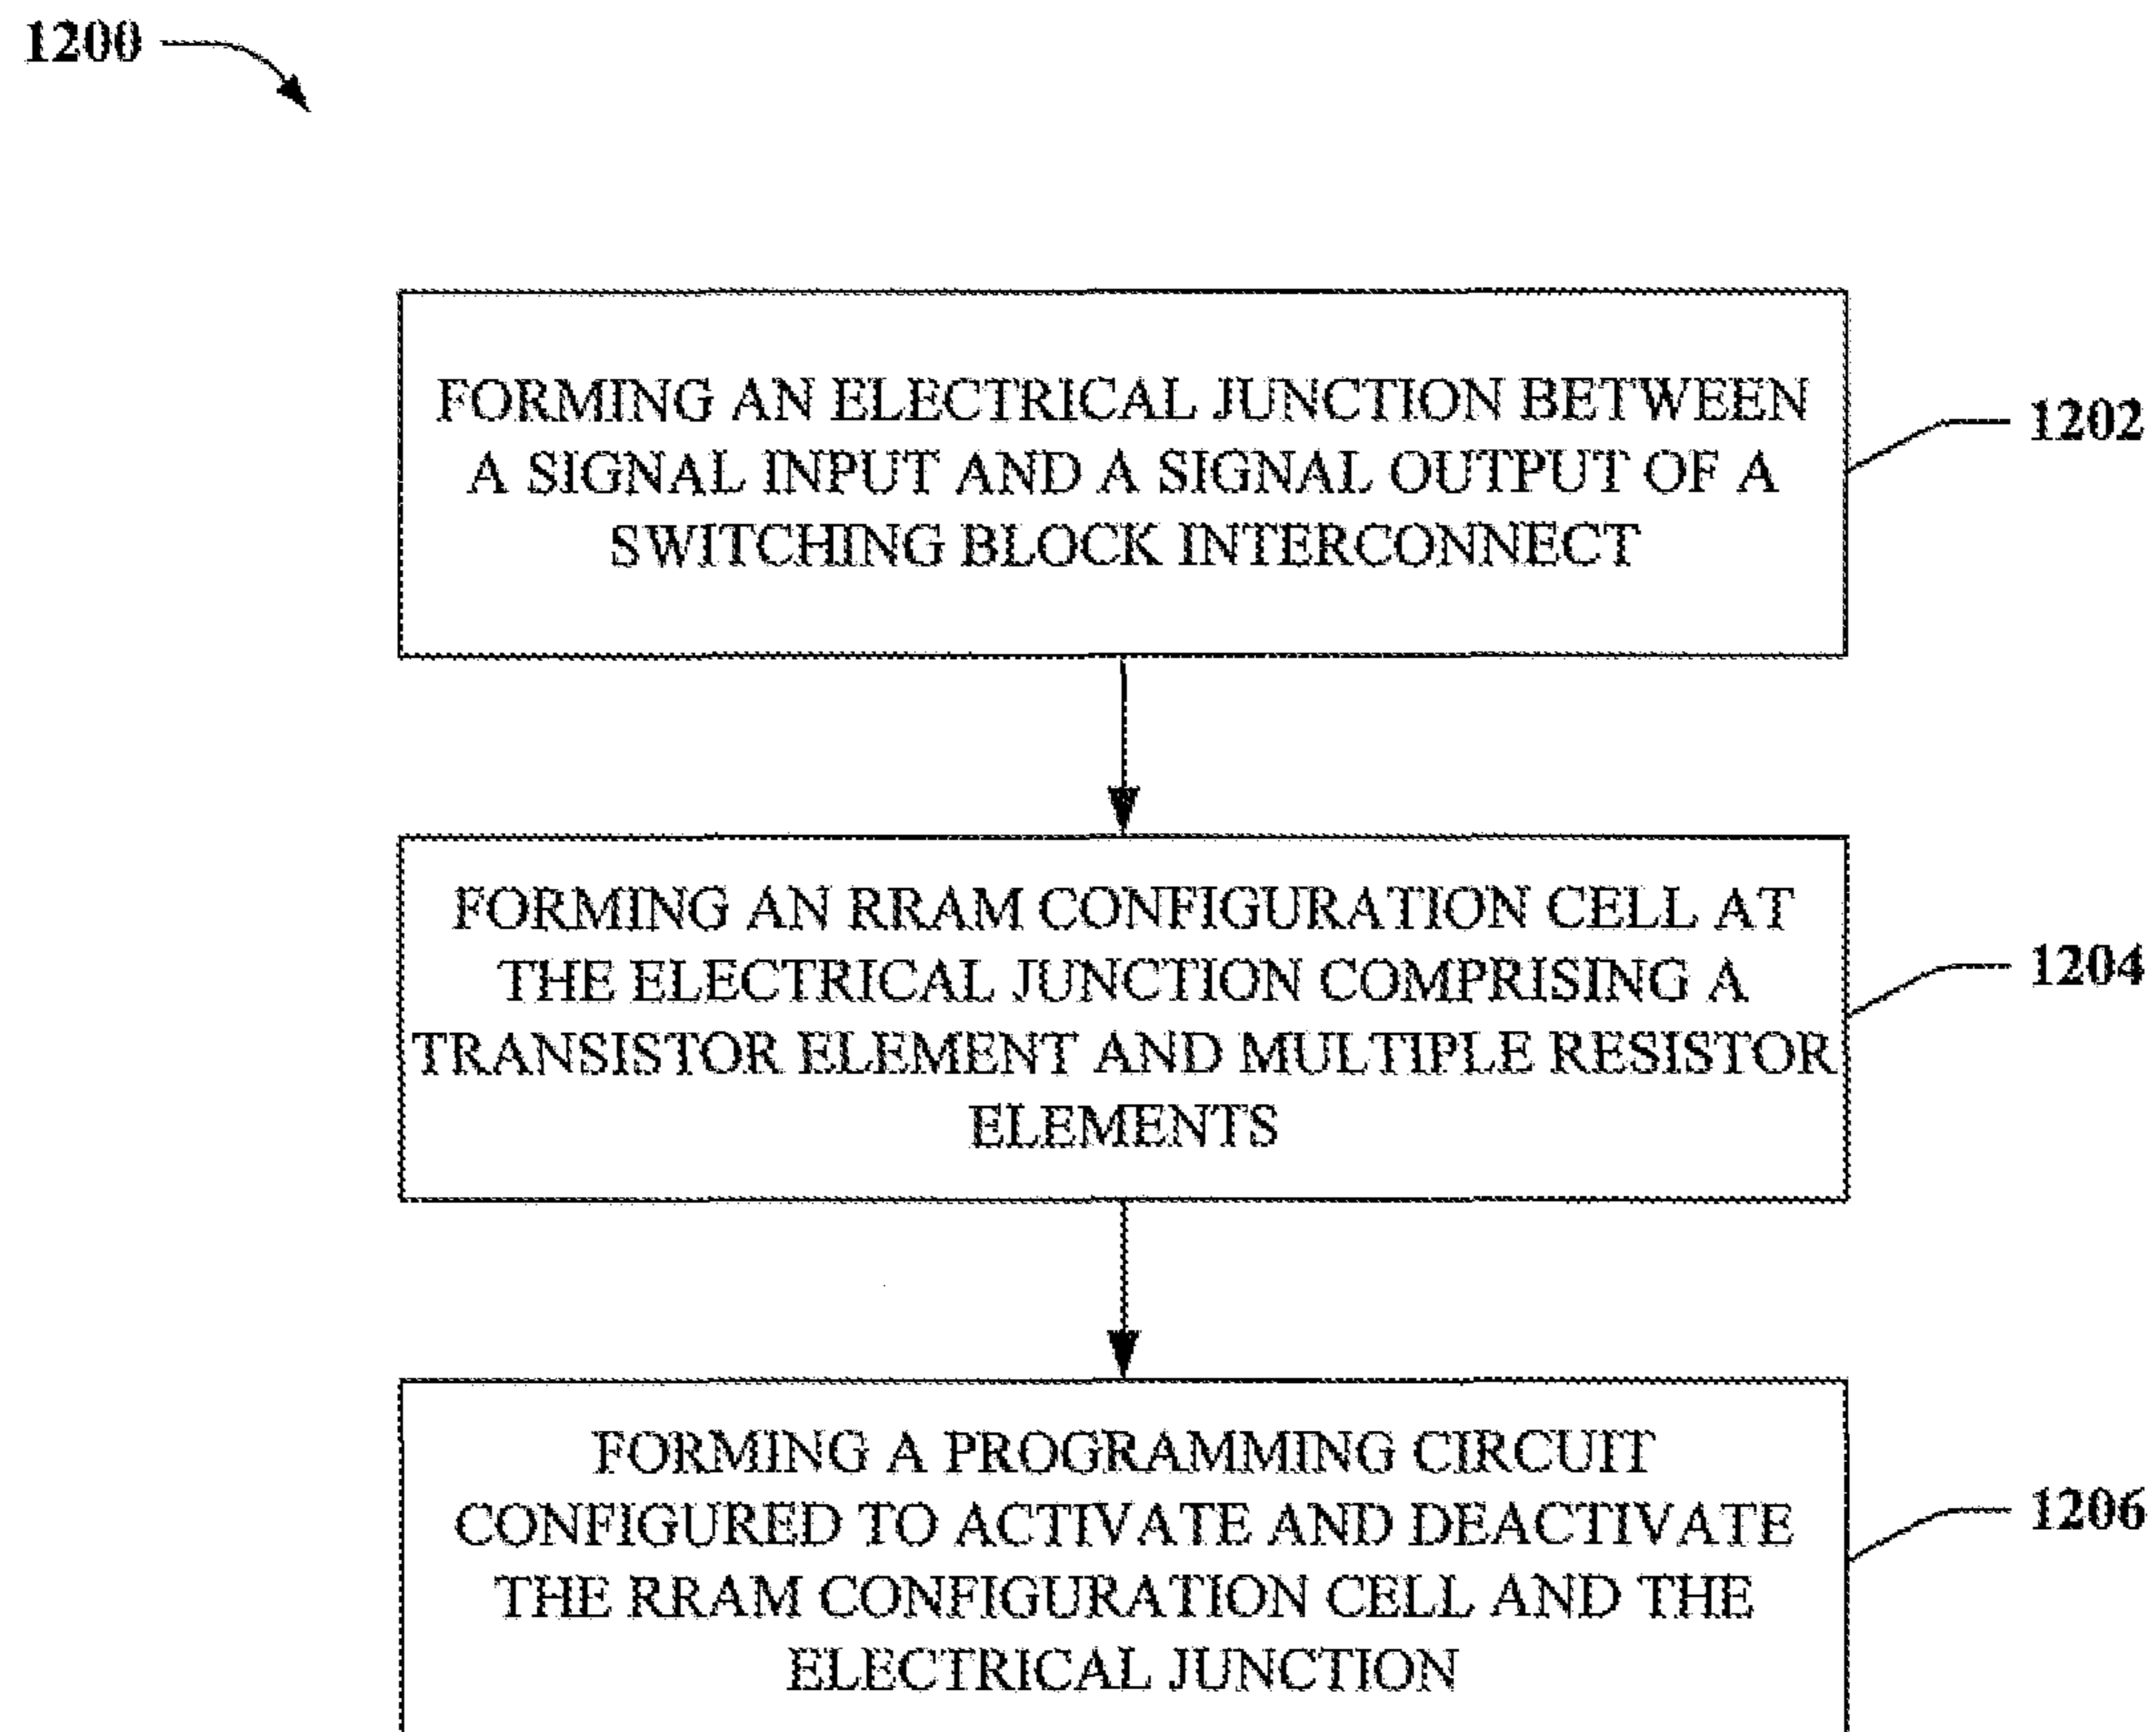 1200
FORMING AN ELECTRICAL JUNCTION BETWEEN
A SIGNAL INPUT AND A SIGNAL OUTPUT OF A
SWITCHING BLOCK INTERCONNECT
1202
FORMING AN RRAM CONFIGURATION CELL AT
THE ELECTRICAL JUNCTION COMPRISING A
TRANSISTOR ELEMENT AND MULTIPLE RESISTOR
ELEMENTS
1204
FORMING A PROGRAMMING CIRCUIT
CONFIGURED TO ACTIVATE AND DEACTIVATE
THE RRAM CONFIGURATION CELL AND THE
ELECTRICAL JUNCTION
1206